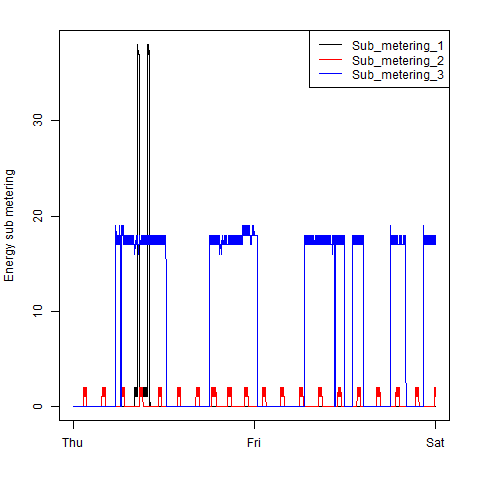 Sub_metering_1
Sub_metering_2
Sub_metering_3
Energy sub metering
30
20
10
0
Thu Fri Sat